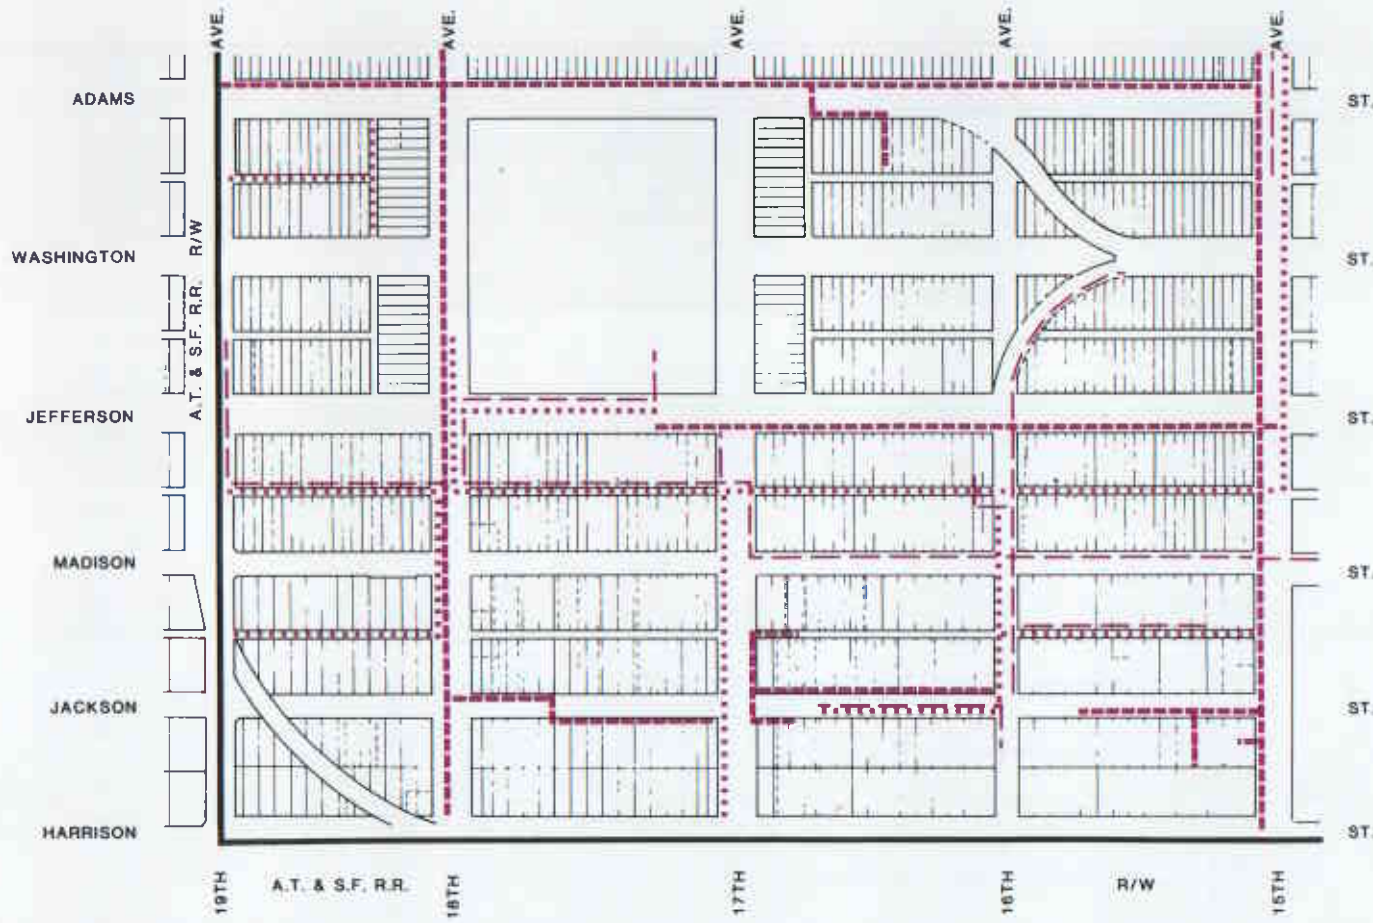 AVE.
AVE.
AVE.
AVE.
AVE.
ADAMS
ST.
WASHINGTON
ST.
A.T. & S.F. R.R. R/W
JEFFERSON
ST.
MADISON
ST.
JACKSON
ST.
HARRISON
ST.
19TH
A.T. & S.F. R.R.
18TH
17TH
16TH
R/W
15TH